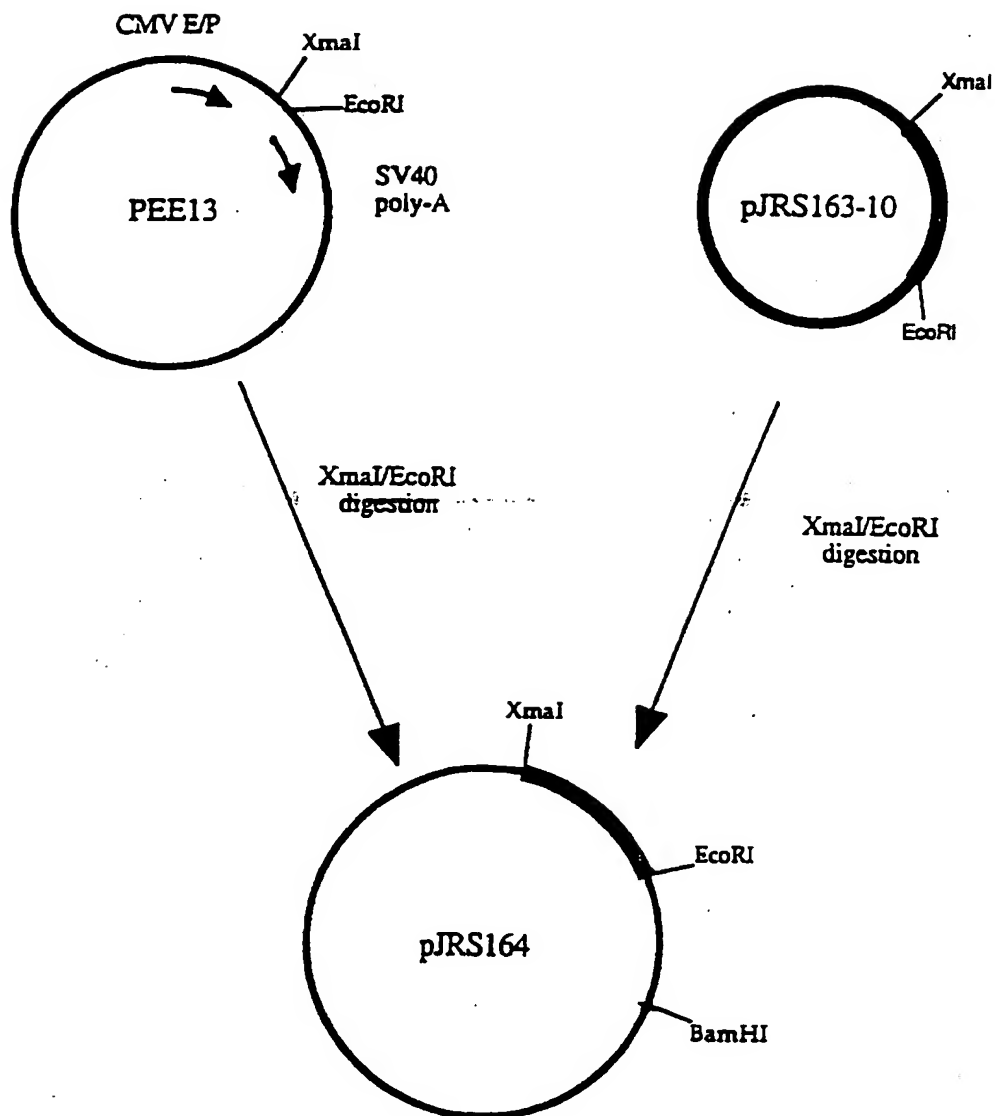 CMV E/P
XmaI
EcoRI
PEE13
SV40
poly-A
XmaI
pJRS163-10
EcoRI
XmaI/EcoRI
digestion
XmaI/EcoRI
digestion
XmaI
EcoRI
pJRS164
BamHI